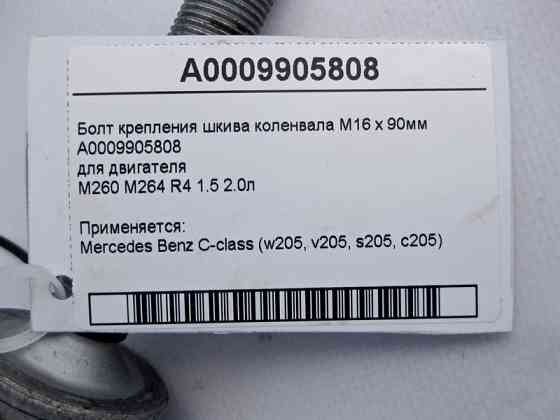 A0009905808
Болт крепления шкива коленвала М16 х 90мм
A0009905808
для двигателя
M260 M264 R4 1.5 2.0л
Применяется:
Mercedes Benz C-class (w205, v205, s205, c205)